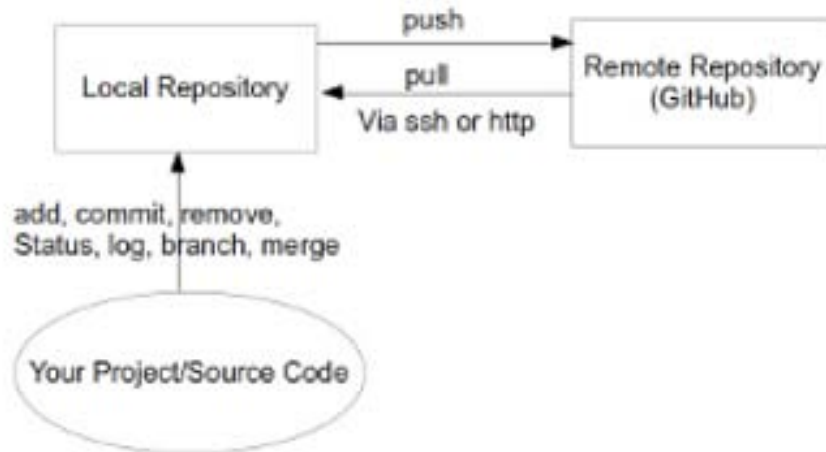 push
Local Repository
pull
Remote Repository
(GitHub)
Via ssh or http
add, commit, remove,
Status, log, branch, merge
Your Project/Source Code